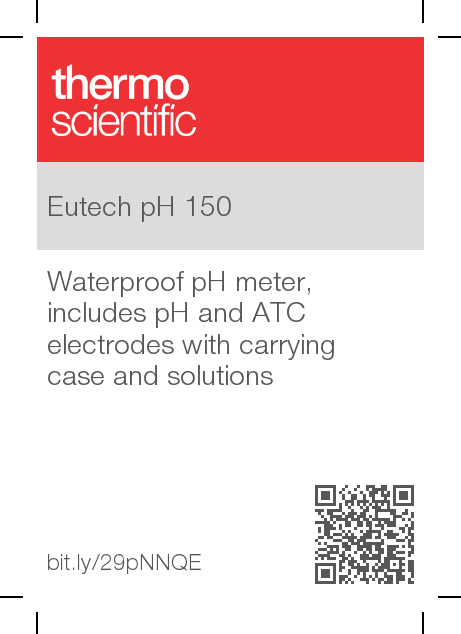 thermo
scientific
Eutech pH 150
Waterproof pH meter,
includes pH and ATC
electrodes with carrying
case and solutions
bit.ly/29pNNQE